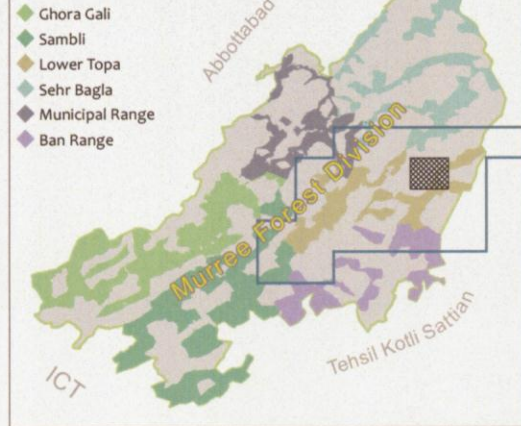 Ghora Gali
Sambli
Lower Topa
Sehr Bagla
Municipal Range
Ban Range
Abbottabad
Murree Forest Division
Tehsil Kotli Sattian
ICT